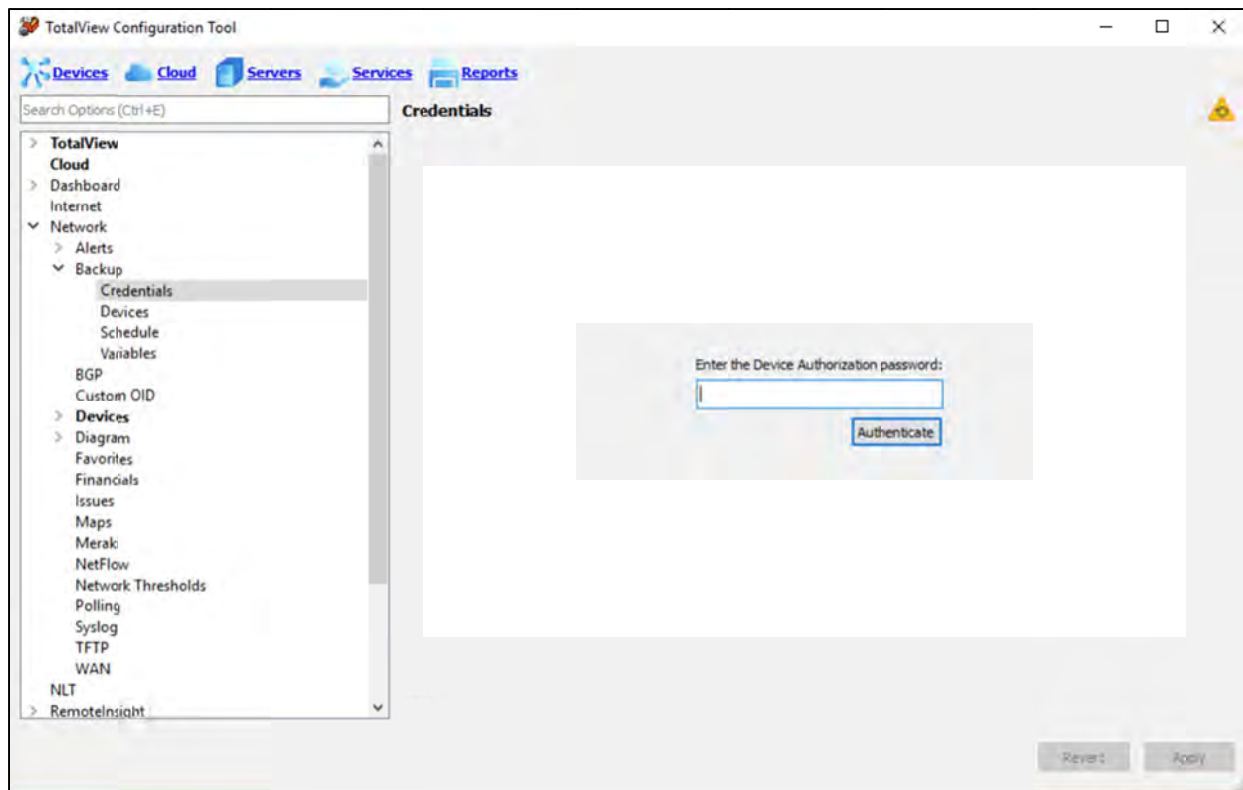 TotalView Configuration Tool
Devices Cloud Servers Services Reports
Search Options (Ctrl+E)
Credentials
TotalView
Cloud
Dashboard
Internet
Network
Alerts
Backup
Credentials
Devices
Schedule
Variables
BGP
Custom OID
Devices
Diagram
Favorites
Financials
Issues
Maps
Meraki
NetFlow
Network Thresholds
Polling
Syslog
TFTP
WAN
NLT
RemoteInsight
Enter the Device Authorization password:
Authenticate
Revert Apply